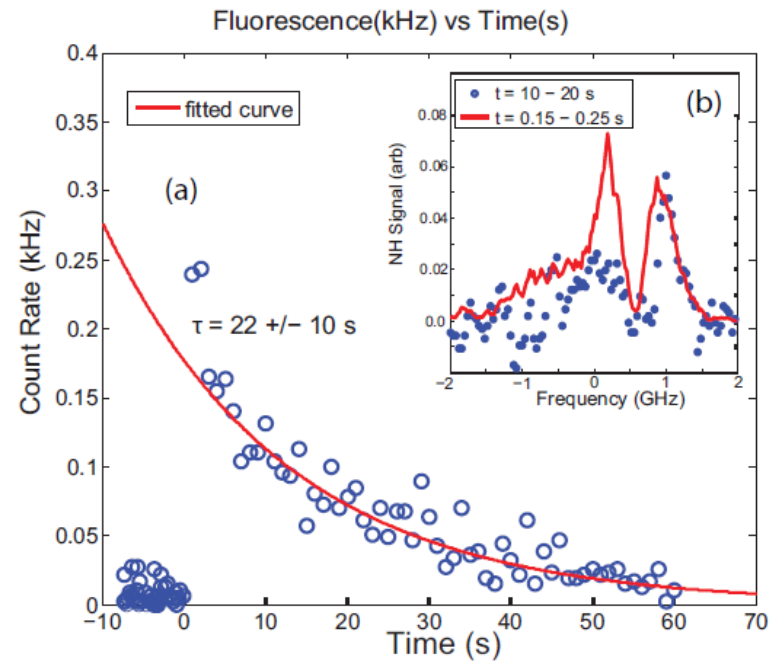 Fluorescence(kHz) vs Time(s)
Count Rate (kHz)
0.4
0.35
0.3
0.25
0.2
0.15
0.1
0.05
0
fitted curve
(a)
τ = 22 +/− 10 s
t = 10 − 20 s
t = 0.15 − 0.25 s
(b)
NH Signal (arb)
0.08
0.06
0.04
0.02
0.0
−2 −1 0 1 2
Frequency (GHz)
−10 0 10 20 30 40 50 60 70
Time (s)